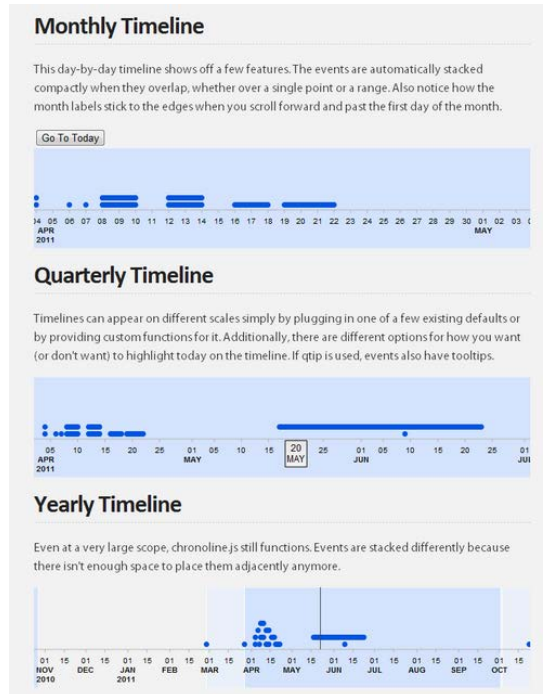 Monthly Timeline
This day-by-day timeline shows off a few features. The events are automatically stacked
compactly when they overlap, whether over a single point or a range. Also notice how the
month labels stick to the edges when you scroll forward and past the first day of the month.
Go To Today
04 05 06 07 08 09 10 11 12 13 14 15 16 17 18 19 20 21 22 23 24 25 26 27 28 29 30 01 02 03
APR MAY
2011
Quarterly Timeline
Timelines can appear on different scales simply by plugging in one of a few existing defaults or
by providing custom functions for it. Additionally, there are different options for how you want
(or don't want) to highlight today on the timeline. If qtip is used, events also have tooltips.
05 10 15 20 25 01 05 10 15 20 25 01 05 10 15 20 25 01
APR MAY MAY JUN JUL
2011
Yearly Timeline
Even at a very large scope, chronoline.js still functions. Events are stacked differently because
there isn't enough space to place them adjacently anymore.
01 15 01 15 01 15 01 15 01 15 01 15 01 15 01 15 01 15 01 15 01 15 01 15
NOV DEC JAN FEB MAR APR MAY JUN JUL AUG SEP OCT
2010 2011